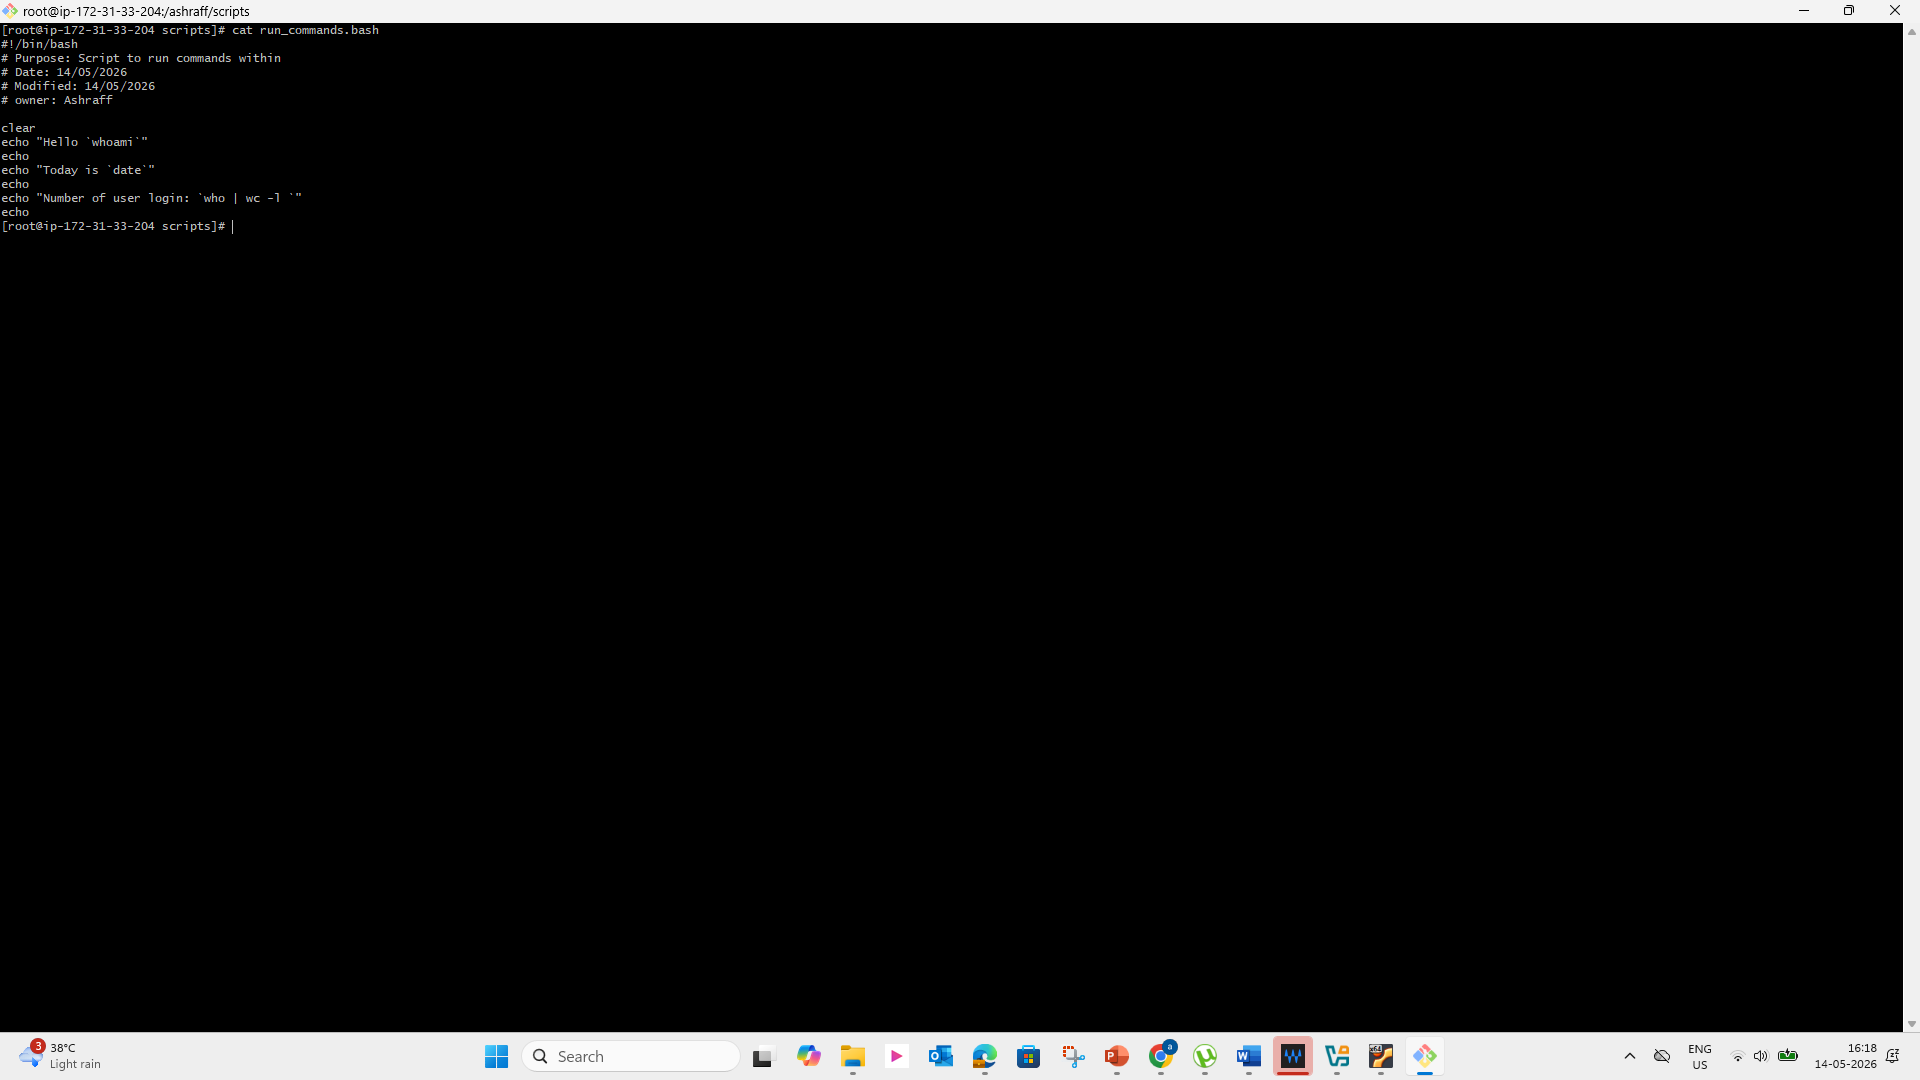 root@ip-172-31-33-204:/ashraff/scripts
[root@ip-172-31-33-204 scripts]# cat run_commands.bash
#!/bin/bash
# Purpose: Script to run commands within
# Date: 14/05/2026
# Modified: 14/05/2026
# owner: Ashraff
clear
echo "Hello `whoami`"
echo
echo "Today is `date`"
echo
echo "Number of user login: `who | wc -l `"
echo
[root@ip-172-31-33-204 scripts]#
3
38°C
Light rain
Search
a
ENG
US
16:18
14-05-2026